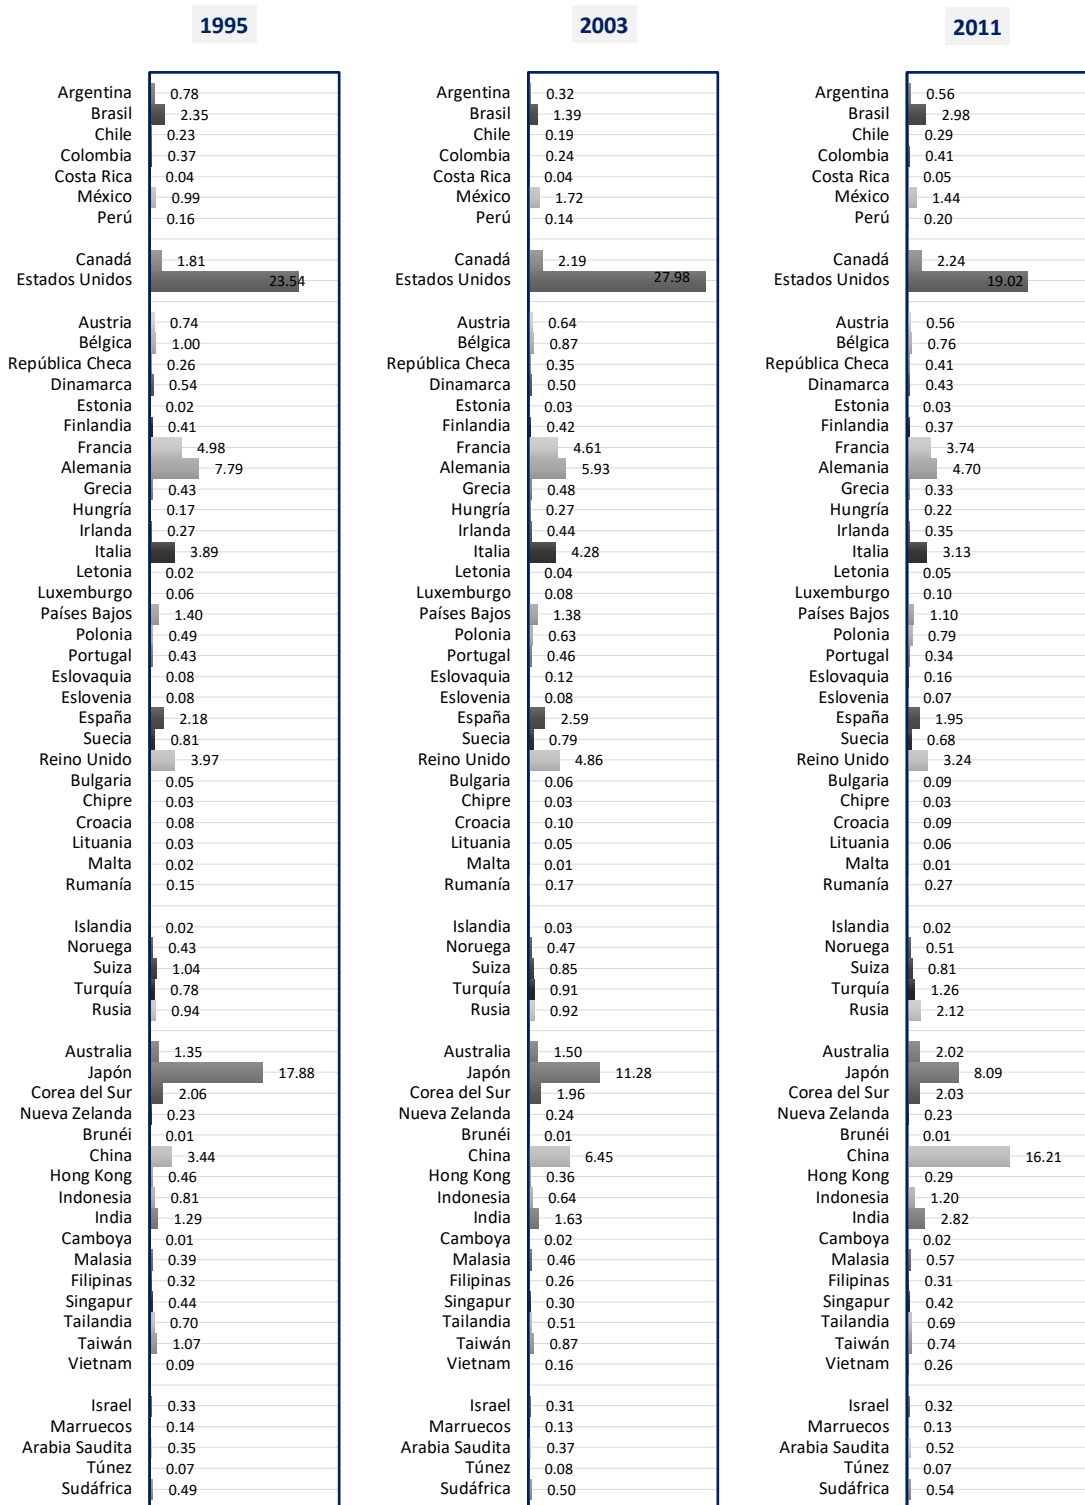 1995 2003 2011
Argentina 0.78 Argentina 0.32 Argentina 0.56
Brasil 2.35 Brasil 1.39 Brasil 2.98
Chile 0.23 Chile 0.19 Chile 0.29
Colombia 0.37 Colombia 0.24 Colombia 0.41
Costa Rica 0.04 Costa Rica 0.04 Costa Rica 0.05
México 0.99 México 1.72 México 1.44
Perú 0.16 Perú 0.14 Perú 0.20
Canadá 1.81 Canadá 2.19 Canadá 2.24
Estados Unidos 23.54 Estados Unidos 27.98 Estados Unidos 19.02
Austria 0.74 Austria 0.64 Austria 0.56
Bélgica 1.00 Bélgica 0.87 Bélgica 0.76
República Checa 0.26 República Checa 0.35 República Checa 0.41
Dinamarca 0.54 Dinamarca 0.50 Dinamarca 0.43
Estonia 0.02 Estonia 0.03 Estonia 0.03
Finlandia 0.41 Finlandia 0.42 Finlandia 0.37
Francia 4.98 Francia 4.61 Francia 3.74
Alemania 7.79 Alemania 5.93 Alemania 4.70
Grecia 0.43 Grecia 0.48 Grecia 0.33
Hungría 0.17 Hungría 0.27 Hungría 0.22
Irlanda 0.27 Irlanda 0.44 Irlanda 0.35
Italia 3.89 Italia 4.28 Italia 3.13
Letonia 0.02 Letonia 0.04 Letonia 0.05
Luxemburgo 0.06 Luxemburgo 0.08 Luxemburgo 0.10
Países Bajos 1.40 Países Bajos 1.38 Países Bajos 1.10
Polonia 0.49 Polonia 0.63 Polonia 0.79
Portugal 0.43 Portugal 0.46 Portugal 0.34
Eslovaquia 0.08 Eslovaquia 0.12 Eslovaquia 0.16
Eslovenia 0.08 Eslovenia 0.08 Eslovenia 0.07
España 2.18 España 2.59 España 1.95
Suecia 0.81 Suecia 0.79 Suecia 0.68
Reino Unido 3.97 Reino Unido 4.86 Reino Unido 3.24
Bulgaria 0.05 Bulgaria 0.06 Bulgaria 0.09
Chipre 0.03 Chipre 0.03 Chipre 0.03
Croacia 0.08 Croacia 0.10 Croacia 0.09
Lituania 0.03 Lituania 0.05 Lituania 0.06
Malta 0.02 Malta 0.01 Malta 0.01
Rumanía 0.15 Rumanía 0.17 Rumanía 0.27
Islandia 0.02 Islandia 0.03 Islandia 0.02
Noruega 0.43 Noruega 0.47 Noruega 0.51
Suiza 1.04 Suiza 0.85 Suiza 0.81
Turquía 0.78 Turquía 0.91 Turquía 1.26
Rusia 0.94 Rusia 0.92 Rusia 2.12
Australia 1.35 Australia 1.50 Australia 2.02
Japón 17.88 Japón 11.28 Japón 8.09
Corea del Sur 2.06 Corea del Sur 1.96 Corea del Sur 2.03
Nueva Zelanda 0.23 Nueva Zelanda 0.24 Nueva Zelanda 0.23
Brunéi 0.01 Brunéi 0.01 Brunéi 0.01
China 3.44 China 6.45 China 16.21
Hong Kong 0.46 Hong Kong 0.36 Hong Kong 0.29
Indonesia 0.81 Indonesia 0.64 Indonesia 1.20
India 1.29 India 1.63 India 2.82
Camboya 0.01 Camboya 0.02 Camboya 0.02
Malasia 0.39 Malasia 0.46 Malasia 0.57
Filipinas 0.32 Filipinas 0.26 Filipinas 0.31
Singapur 0.44 Singapur 0.30 Singapur 0.42
Tailandia 0.70 Tailandia 0.51 Tailandia 0.69
Taiwán 1.07 Taiwán 0.87 Taiwán 0.74
Vietnam 0.09 Vietnam 0.16 Vietnam 0.26
Israel 0.33 Israel 0.31 Israel 0.32
Marruecos 0.14 Marruecos 0.13 Marruecos 0.13
Arabia Saudita 0.35 Arabia Saudita 0.37 Arabia Saudita 0.52
Túnez 0.07 Túnez 0.08 Túnez 0.07
Sudáfrica 0.49 Sudáfrica 0.50 Sudáfrica 0.54